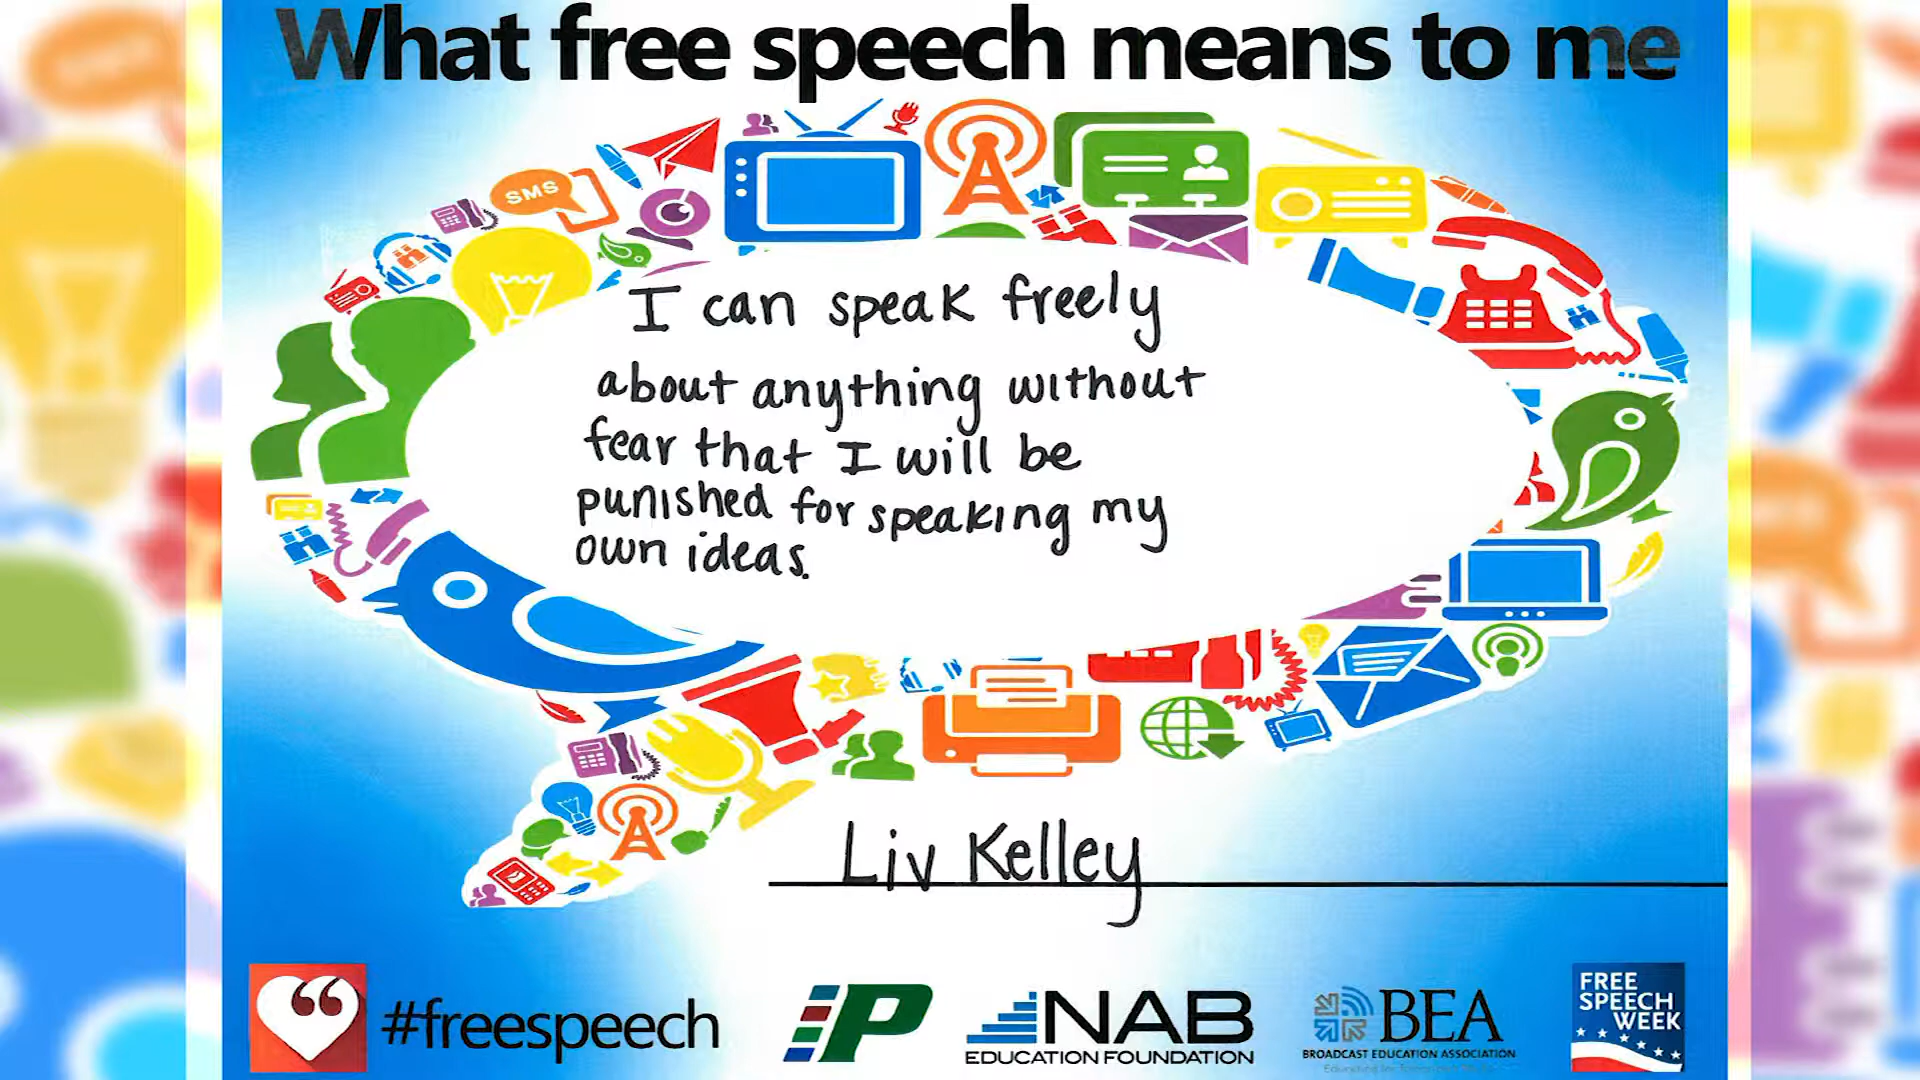 What free speech means to me
SMS
I can speak freely
about anything without
fear that I will be
punished for speaking my
own ideas.
Liv Kelley
#freespeech
P
NAB
EDUCATION FOUNDATION
BEA
BROADCAST EDUCATION ASSOCIATION
FREE
SPEECH
WEEK